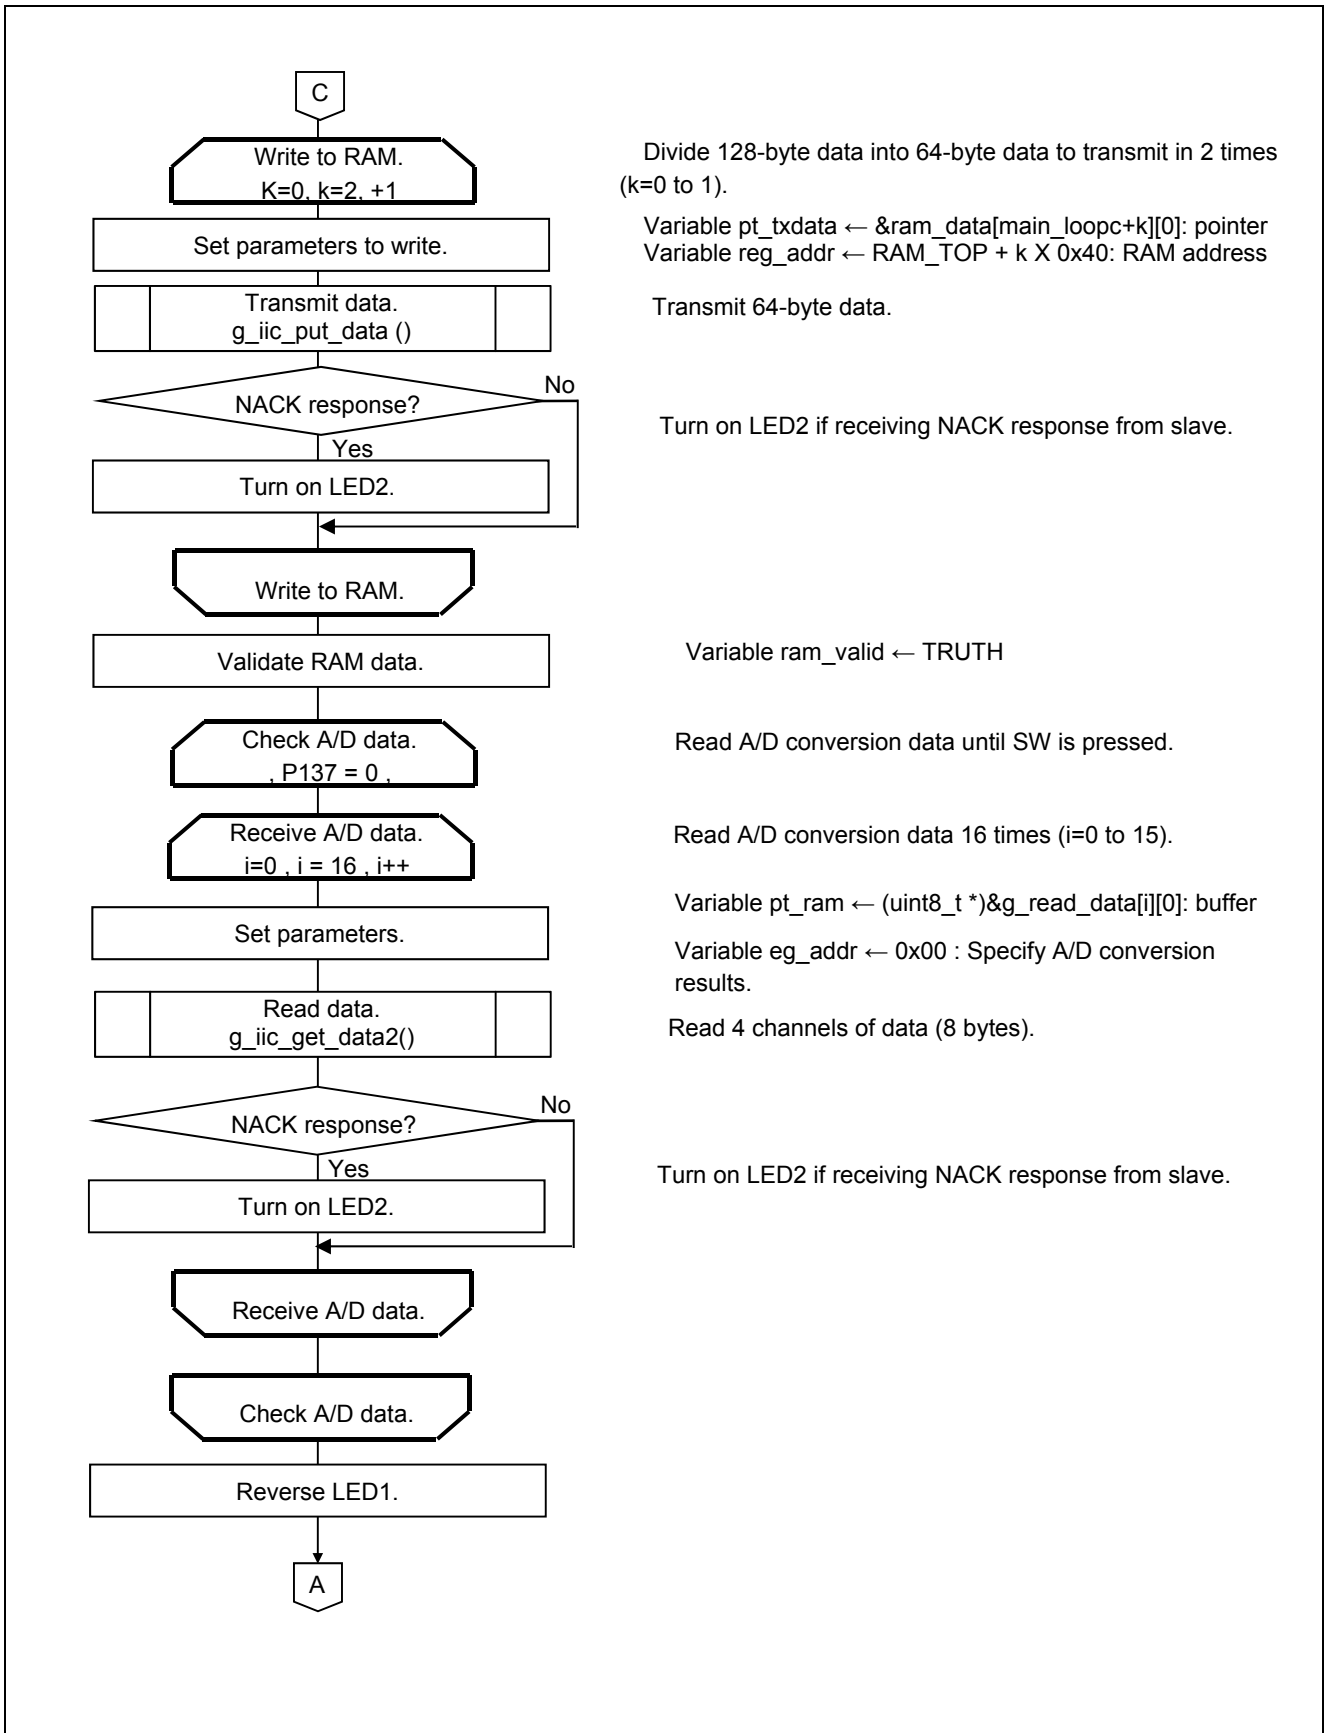 C
Write to RAM.
K=0, k=2, +1
Divide 128-byte data into 64-byte data to transmit in 2 times
(k=0 to 1).
Set parameters to write.
Variable pt_txdata ← &ram_data[main_loopc+k][0]: pointer
Variable reg_addr ← RAM_TOP + k X 0x40: RAM address
Transmit data.
g_iic_put_data ()
Transmit 64-byte data.
NACK response?
No
Yes
Turn on LED2 if receiving NACK response from slave.
Turn on LED2.
Write to RAM.
Validate RAM data.
Variable ram_valid ← TRUTH
Check A/D data.
, P137 = 0 ,
Read A/D conversion data until SW is pressed.
Receive A/D data.
i=0 , i = 16 , i++
Read A/D conversion data 16 times (i=0 to 15).
Set parameters.
Variable pt_ram ← (uint8_t *)&g_read_data[i][0]: buffer
Variable eg_addr ← 0x00 : Specify A/D conversion
results.
Read data.
g_iic_get_data2()
Read 4 channels of data (8 bytes).
NACK response?
No
Yes
Turn on LED2 if receiving NACK response from slave.
Turn on LED2.
Receive A/D data.
Check A/D data.
Reverse LED1.
A